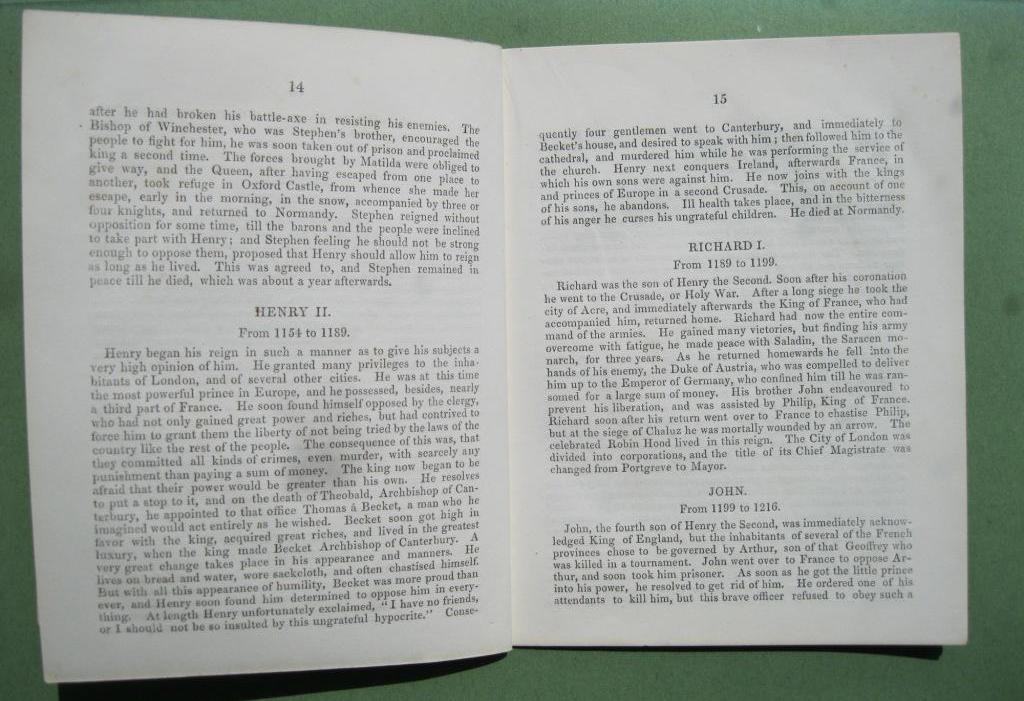 14
after he had broken his battle-axe in resisting his enemies. The
Bishop of Winchester, who was Stephen's brother, encouraged the
people to fight for him, he was soon taken out of prison and proclaimed
king a second time. The forces brought by Matilda were obliged to
give way, and the Queen, after having escaped from one place to
another, took refuge in Oxford Castle, from whence she made her
escape, early in the morning, in the snow, accompanied by three or
four knights, and returned to Normandy. Stephen reigned without
opposition for some time, till the barons and the people were inclined
to take part with Henry; and Stephen feeling he should not be strong
enough to oppose them, proposed that Henry should allow him to reign
as long as he lived. This was agreed to, and Stephen remained in
peace till he died, which was about a year afterwards.
HENRY II.
From 1154 to 1189.
Henry began his reign in such a manner as to give his subjects a
very high opinion of him. He granted many privileges to the inha-
bitants of London, and of several other cities. He was at this time
the most powerful prince in Europe, and he possessed, besides, nearly
a third part of France. He soon found himself opposed by the clergy,
who had not only gained great power and riches, but had contrived to
force him to grant them the liberty of not being tried by the laws of the
country like the rest of the people. The consequence of this was, that
they committed all kinds of crimes, even murder, with scarcely any
punishment than paying a sum of money. The king now began to be
afraid that their power would be greater than his own. He resolves
to put a stop to it, and on the death of Theobald, Archbishop of Can-
terbury, he appointed to that office Thomas á Becket, a man who he
imagined would act entirely as he wished. Becket soon got high in
favor with the king, acquired great riches, and lived in the greatest
luxury, when the king made Becket Archbishop of Canterbury. A
very great change takes place in his appearance and manners. He
lives on bread and water, wore sackcloth, and often chastised himself.
But with all this appearance of humility, Becket was more proud than
ever, and Henry soon found him determined to oppose him in every-
thing. At length Henry unfortunately exclaimed, "I have no friends,
or I should not be so insulted by this ungrateful hypocrite." Conse-
15
quently four gentlemen went to Canterbury, and immediately to
Becket's house, and desired to speak with him; then followed him to the
cathedral, and murdered him while he was performing the service of
the church. Henry next conquers Ireland, afterwards France, in
which his own sons were against him. He now joins with the kings
and princes of Europe in a second Crusade. This, on account of one
of his sons, he abandons. Ill health takes place, and in the bitterness
of his anger he curses his ungrateful children. He died at Normandy.
RICHARD I.
From 1189 to 1199.
Richard was the son of Henry the Second. Soon after his coronation
he went to the Crusade, or Holy War. After a long siege he took the
city of Acre, and immediately afterwards the King of France, who had
accompanied him, returned home. Richard had now the entire com-
mand of the armies. He gained many victories, but finding his army
overcome with fatigue, he made peace with Saladin, the Saracen mo-
narch, for three years. As he returned homewards he fell into the
hands of his enemy, the Duke of Austria, who was compelled to deliver
him up to the Emperor of Germany, who confined him till he was ran-
somed for a large sum of money. His brother John endeavoured to
prevent his liberation, and was assisted by Philip, King of France.
Richard soon after his return went over to France to chastise Philip,
but at the siege of Chaluz he was mortally wounded by an arrow. The
celebrated Robin Hood lived in this reign. The City of London was
divided into corporations, and the title of its Chief Magistrate was
changed from Portgreve to Mayor.
JOHN.
From 1199 to 1216.
John, the fourth son of Henry the Second, was immediately acknow-
ledged King of England, but the inhabitants of several of the French
provinces chose to be governed by Arthur, son of that Geoffrey who
was killed in a tournament. John went over to France to oppose Ar-
thur, and soon took him prisoner. As soon as he got the little prince
into his power, he resolved to get rid of him. He ordered one of his
attendants to kill him, but this brave officer refused to obey such a